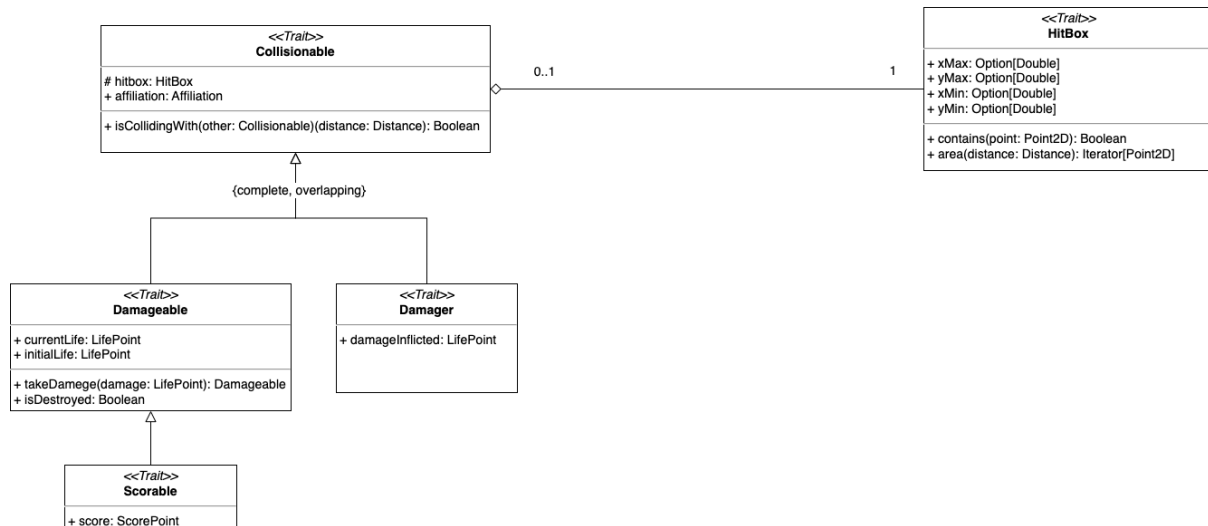 <<Trait>>
Collisionable
# hitbox: HitBox
+ affiliation: Affiliation
+ isCollidingWith(other: Collisionable)(distance: Distance): Boolean
0..1
1
<<Trait>>
HitBox
+ xMax: Option[Double]
+ yMax: Option[Double]
+ xMin: Option[Double]
+ yMin: Option[Double]
+ contains(point: Point2D): Boolean
+ area(distance: Distance): Iterator[Point2D]
{complete, overlapping}
<<Trait>>
Damageable
+ currentLife: LifePoint
+ initialLife: LifePoint
+ takeDamege(damage: LifePoint): Damageable
+ isDestroyed: Boolean
<<Trait>>
Damager
+ damageInflicted: LifePoint
<<Trait>>
Scorable
+ score: ScorePoint